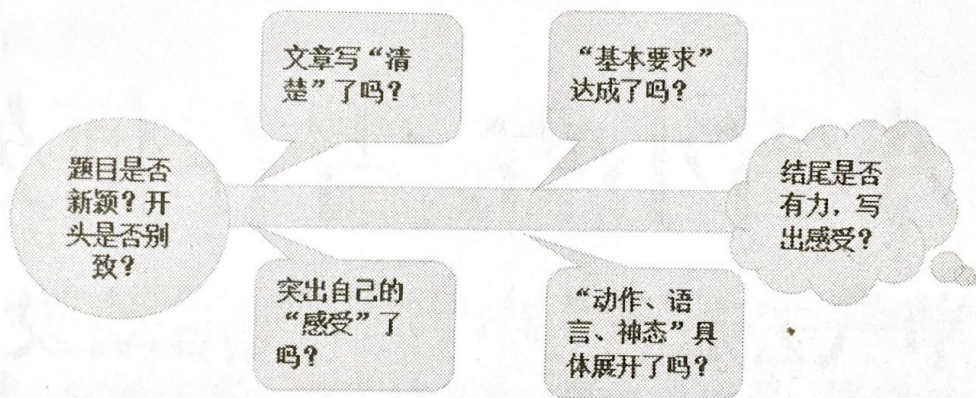 题目是否
新颖？开
头是否别
致？
文章写“清
楚”了吗？
“基本要求”
达成了吗？
突出自己的
“感受”了
吗？
“动作、语
言、神态”具
体展开了吗？
结尾是否
有力，写
出感受？